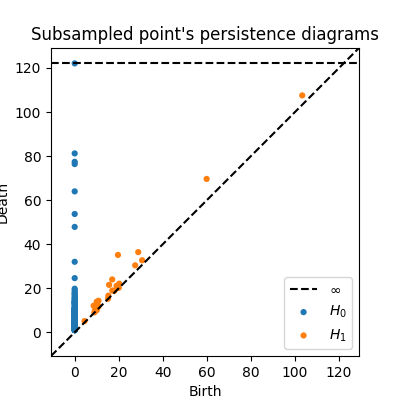 Subsampled point's persistence diagrams
120
100
80
60
40
20
0
Death
0 20 40 60 80 100 120
Birth
∞
H₀
H₁